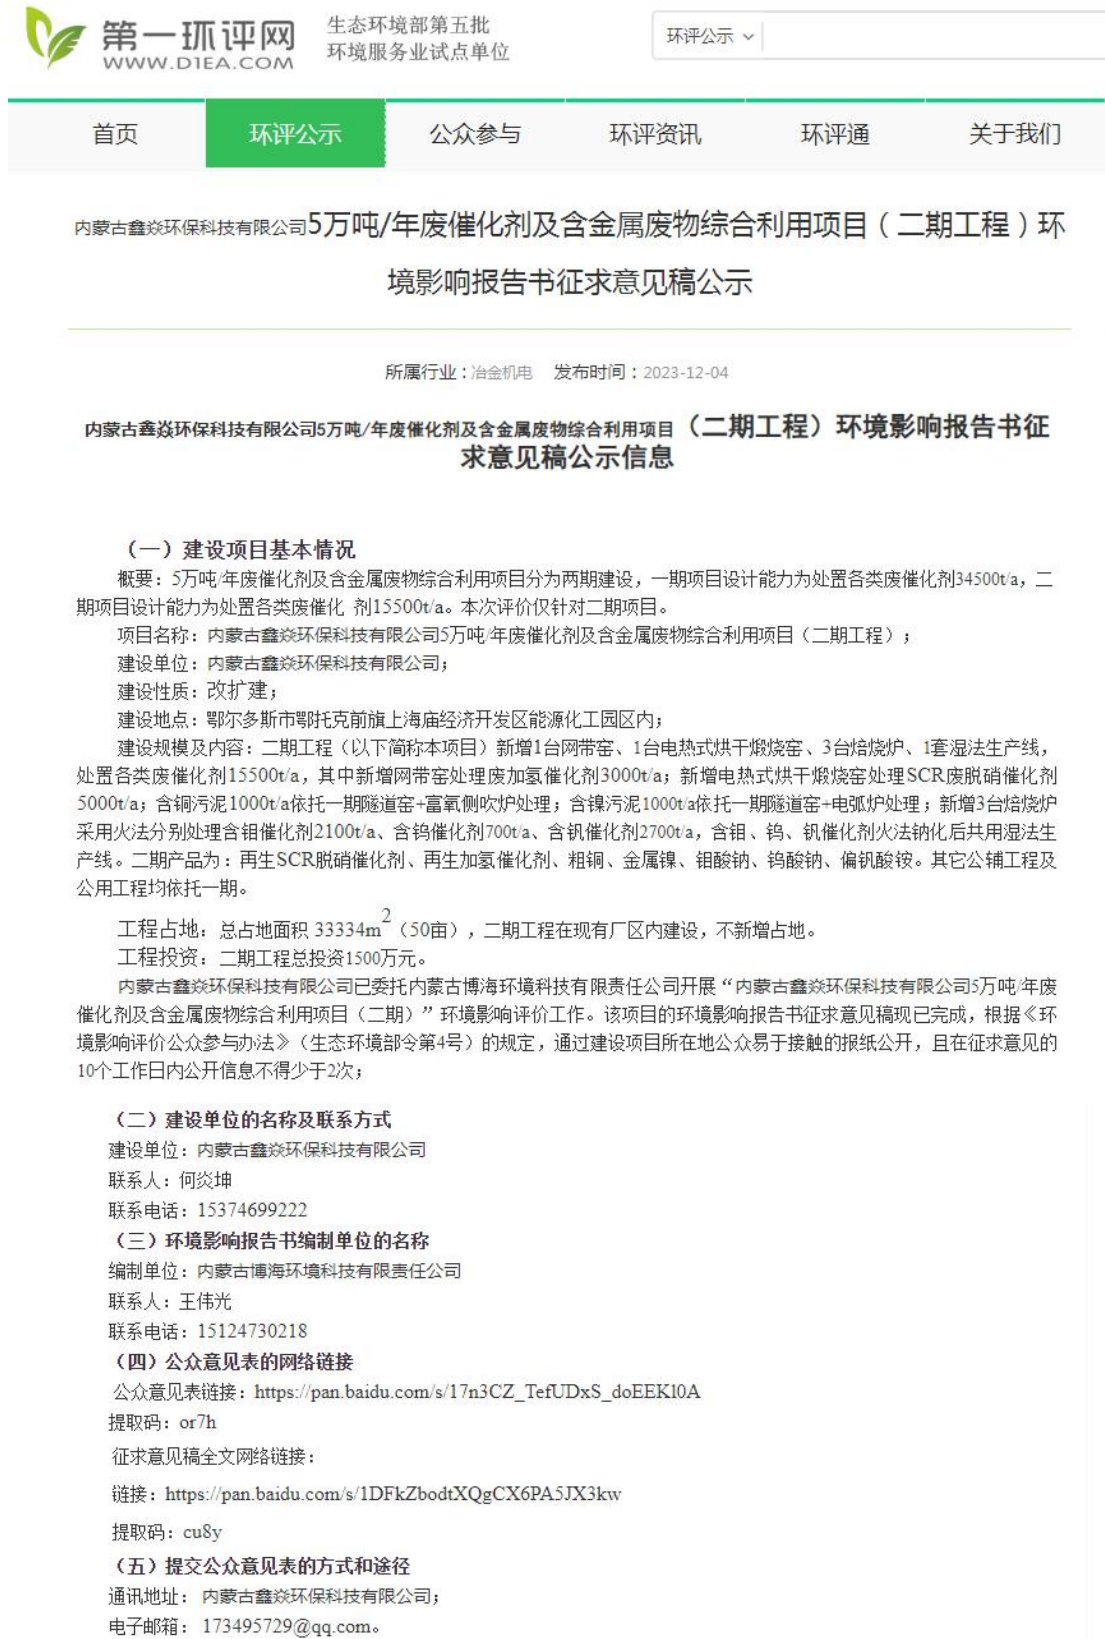 第一环评网
WWW.D1EA.COM
生态环境部第五批
环境服务业试点单位
环评公示
首页 环评公示 公众参与 环评资讯 环评通 关于我们
内蒙古鑫焱环保科技有限公司5万吨/年废催化剂及含金属废物综合利用项目（二期工程）环
境影响报告书征求意见稿公示
所属行业：冶金机电 发布时间：2023-12-04
内蒙古鑫焱环保科技有限公司5万吨/年废催化剂及含金属废物综合利用项目（二期工程）环境影响报告书征
求意见稿公示信息
（一）建设项目基本情况
概要：5万吨/年废催化剂及含金属废物综合利用项目分为两期建设，一期项目设计能力为处置各类废催化剂34500t/a，二
期项目设计能力为处置各类废催化 剂15500t/a。本次评价仅针对二期项目。
项目名称：内蒙古鑫焱环保科技有限公司5万吨/年废催化剂及含金属废物综合利用项目（二期工程）；
建设单位：内蒙古鑫焱环保科技有限公司；
建设性质：改扩建；
建设地点：鄂尔多斯市鄂托克前旗上海庙经济开发区能源化工园区内；
建设规模及内容：二期工程（以下简称本项目）新增1台网带窑、1台电热式烘干煅烧窑、3台焙烧炉、1套湿法生产线，
处置各类废催化剂15500t/a，其中新增网带窑处理废加氢催化剂3000t/a；新增电热式烘干煅烧窑处理SCR废脱硝催化剂
5000t/a；含铜污泥1000t/a依托一期隧道窑+富氧侧吹炉处理；含镍污泥1000t/a依托一期隧道窑+电弧炉处理；新增3台焙烧炉
采用火法分别处理含钼催化剂2100t/a、含钨催化剂700t/a、含钒催化剂2700t/a，含钼、钨、钒催化剂火法钠化后共用湿法生
产线。二期产品为：再生SCR脱硝催化剂、再生加氢催化剂、粗铜、金属镍、钼酸钠、钨酸钠、偏钒酸铵。其它公辅工程及
公用工程均依托一期。
工程占地：总占地面积 33334m2（50亩），二期工程在现有厂区内建设，不新增占地。
工程投资：二期工程总投资1500万元。
内蒙古鑫焱环保科技有限公司已委托内蒙古博海环境科技有限责任公司开展“内蒙古鑫焱环保科技有限公司5万吨/年废
催化剂及含金属废物综合利用项目（二期）”环境影响评价工作。该项目的环境影响报告书征求意见稿现已完成，根据《环
境影响评价公众参与办法》（生态环境部令第4号）的规定，通过建设项目所在地公众易于接触的报纸公开，且在征求意见的
10个工作日内公开信息不得少于2次；
（二）建设单位的名称及联系方式
建设单位：内蒙古鑫焱环保科技有限公司
联系人：何炎坤
联系电话：15374699222
（三）环境影响报告书编制单位的名称
编制单位：内蒙古博海环境科技有限责任公司
联系人：王伟光
联系电话：15124730218
（四）公众意见表的网络链接
公众意见表链接：https://pan.baidu.com/s/17n3CZ_TefUDxS_doEEKl0A
提取码：or7h
征求意见稿全文网络链接：
链接：https://pan.baidu.com/s/1DFkZbodtXQgCX6PA5JX3kw
提取码：cu8y
（五）提交公众意见表的方式和途径
通讯地址： 内蒙古鑫焱环保科技有限公司；
电子邮箱： 173495729@qq.com。